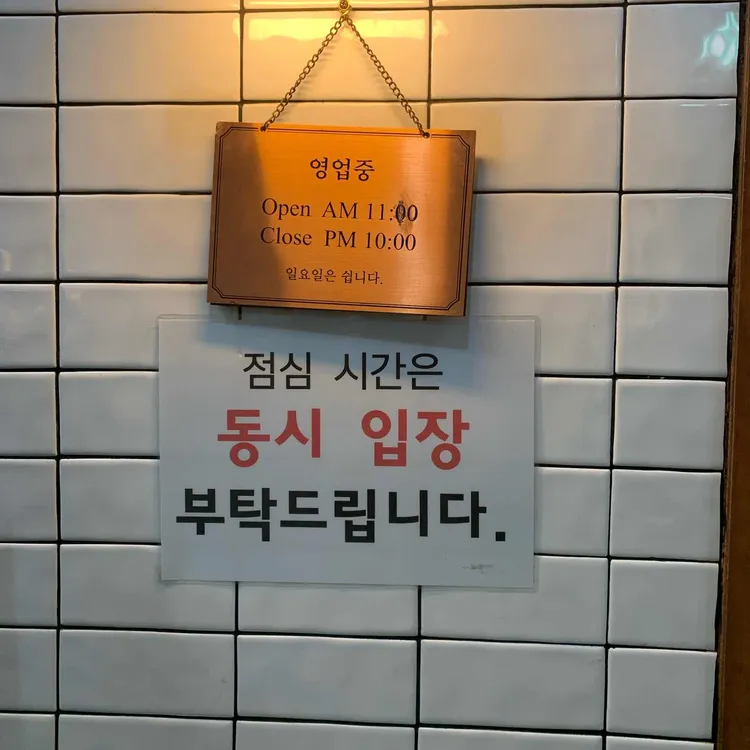 영업중
Open AM 11:00
Close PM 10:00
일요일은 쉽니다.
점심 시간은
동시 입장
부탁드립니다.